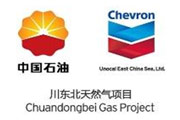 Chevron
中国石油
Unocal East China Sea, Ltd.
川东北天然气项目
Chuandongbei Gas Project